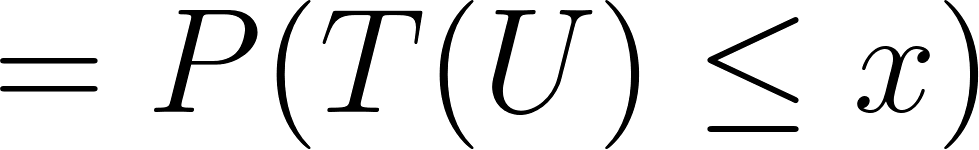 = P(T(U) ≤ x)